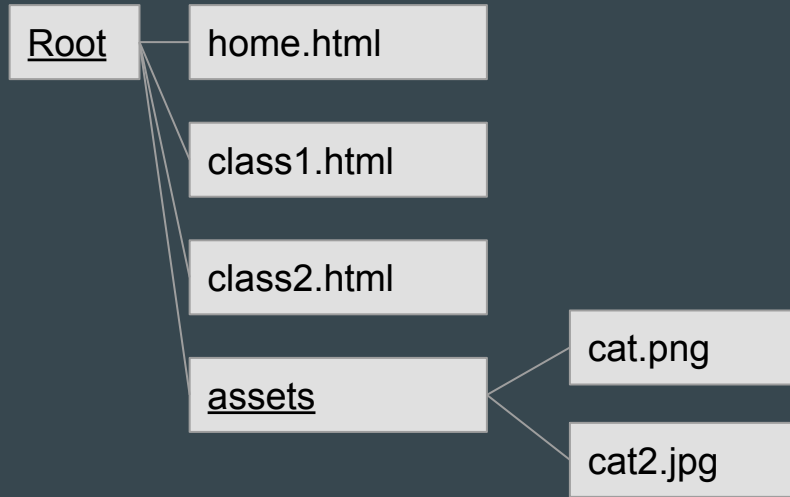 Root
home.html
class1.html
class2.html
assets
cat.png
cat2.jpg